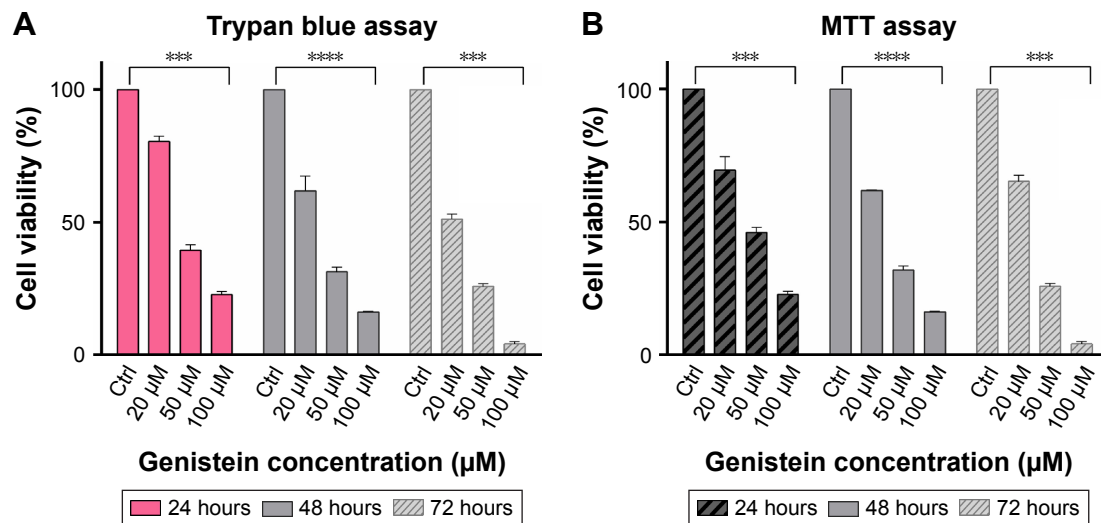 A
Trypan blue assay
*** **** ***
Cell viability (%)
100
50
0
Ctrl 20 µM 50 µM 100 µM Ctrl 20 µM 50 µM 100 µM Ctrl 20 µM 50 µM 100 µM
Genistein concentration (µM)
24 hours 48 hours 72 hours
B
MTT assay
*** **** ***
Cell viability (%)
100
50
0
Ctrl 20 µM 50 µM 100 µM Ctrl 20 µM 50 µM 100 µM Ctrl 20 µM 50 µM 100 µM
Genistein concentration (µM)
24 hours 48 hours 72 hours